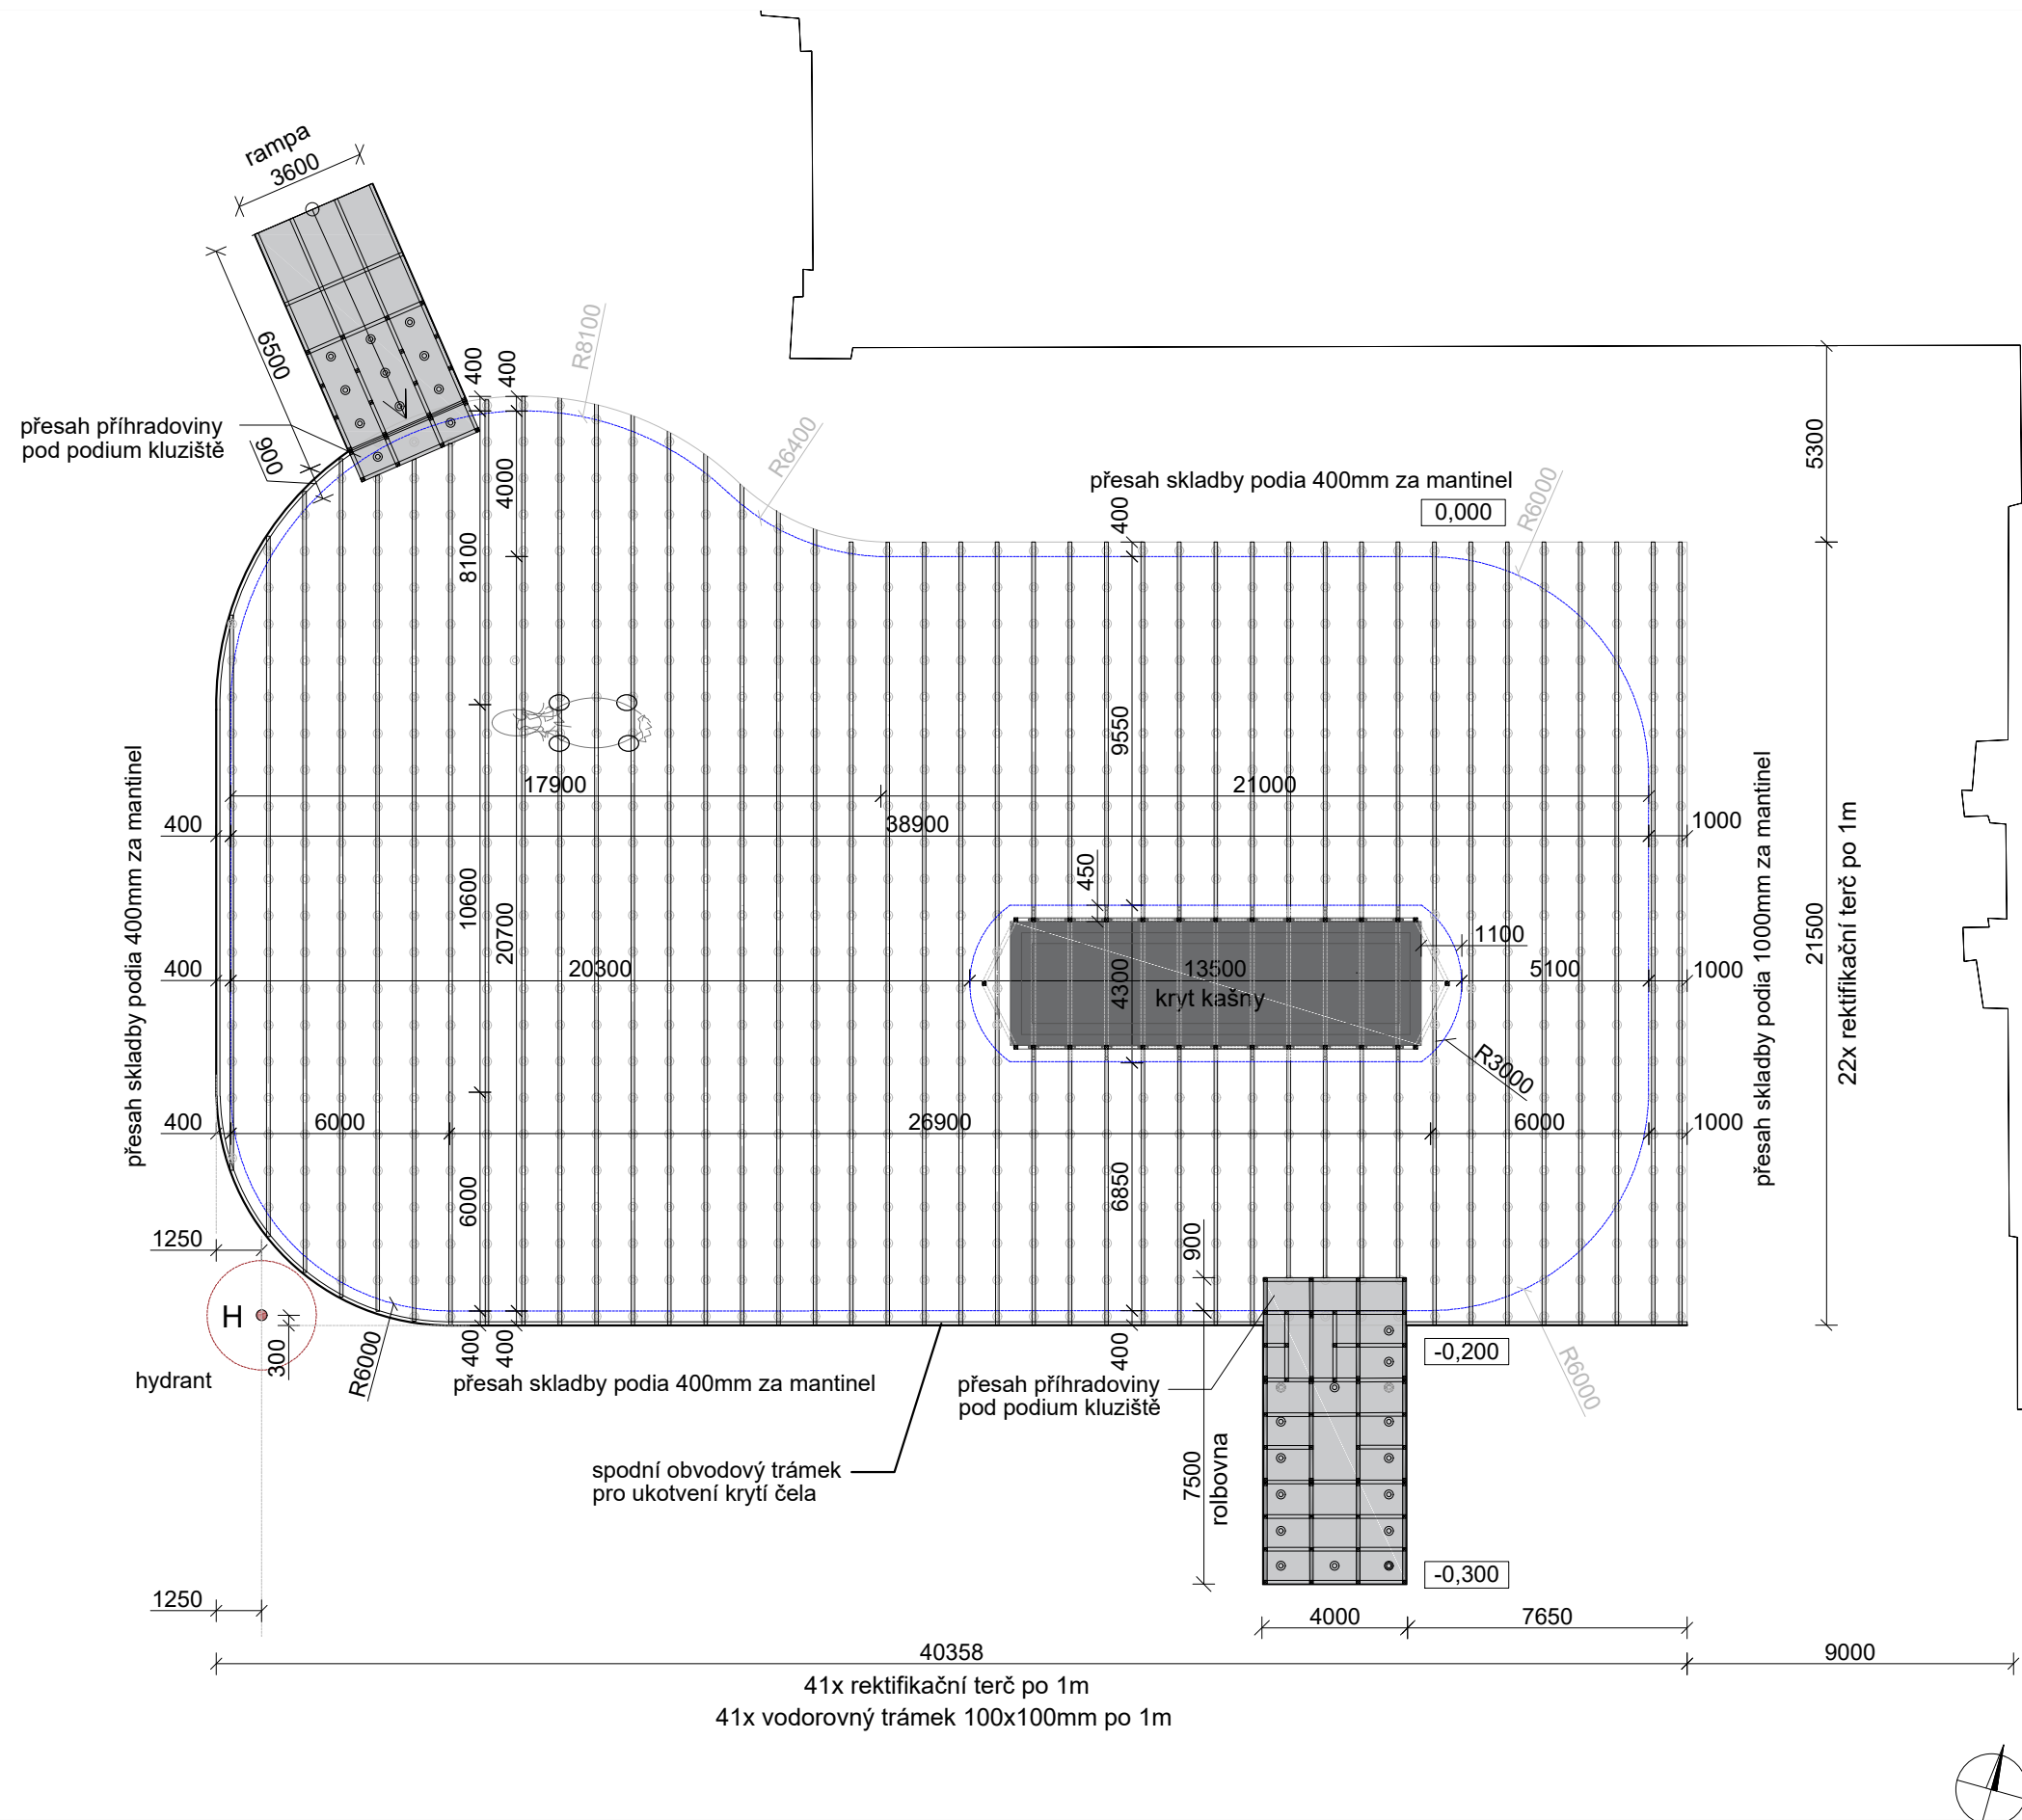 rampa
3600
6500
R8100
R6400
400
400
přesah příhradoviny
pod podium kluziště
900
4000
8100
5300
přesah skladby podia 400mm za mantinel
400
0,000
R6000
9550
17900
21000
38900
400
1000
přesah skladby podia 400mm za mantinel
přesah skladby podia 1000mm za mantinel
21500
22x rektifikační terč po 1m
450
10600
20700
1100
400
20300
4300
13500
5100
1000
kryt kašny
R3000
400
6000
26900
6000
1000
6000
6850
900
1250
H
300
hydrant
R6000
400
400
400
přesah skladby podia 400mm za mantinel
přesah příhradoviny
pod podium kluziště
-0,200
R6000
spodní obvodový trámek
pro ukotvení krytí čela
7500
rolbovna
-0,300
1250
4000
7650
40358
9000
41x rektifikační terč po 1m
41x vodorovný trámek 100x100mm po 1m